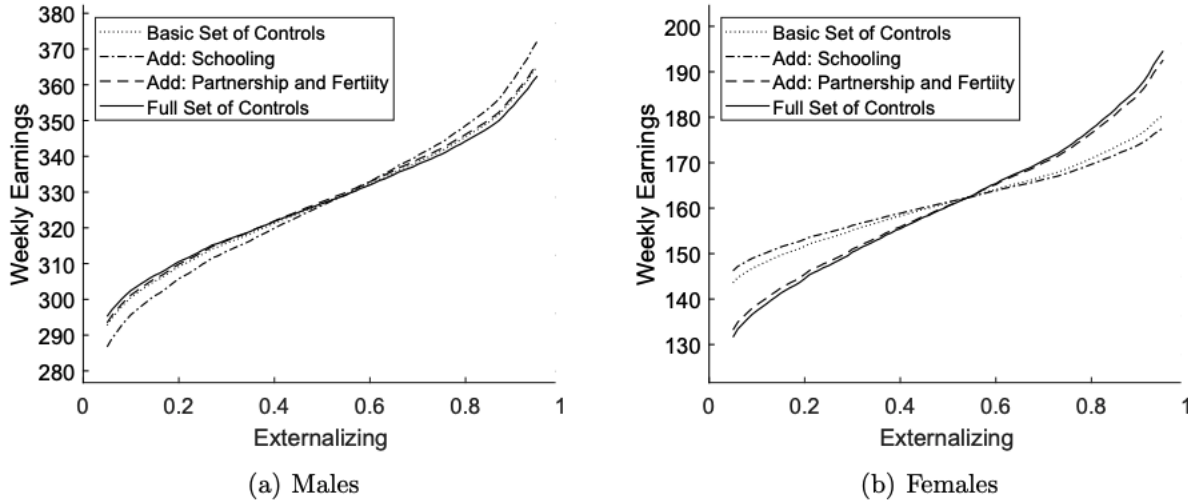 380
370
360
350
340
330
320
310
300
290
280
Weekly Earnings
Basic Set of Controls
Add: Schooling
Add: Partnership and Fertiity
Full Set of Controls
0 0.2 0.4 0.6 0.8 1
Externalizing
(a) Males
200
190
180
170
160
150
140
130
Weekly Earnings
Basic Set of Controls
Add: Schooling
Add: Partnership and Fertiity
Full Set of Controls
0 0.2 0.4 0.6 0.8 1
Externalizing
(b) Females